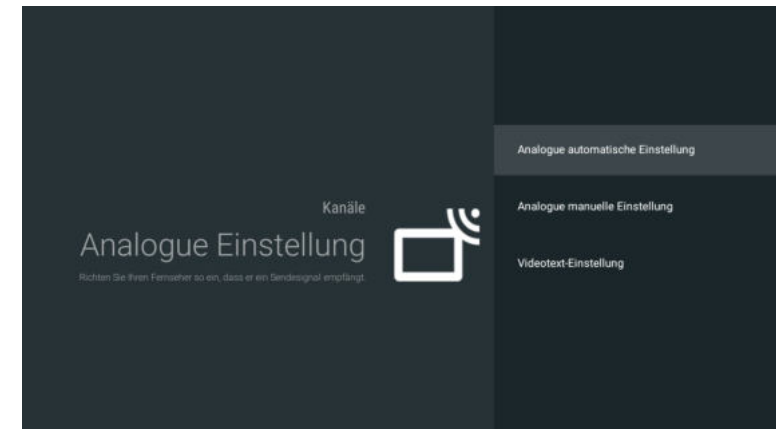 Kanäle
Analogue Einstellung
Richten Sie Ihren Fernseher so ein, dass er ein Sendesignal empfängt.
Analogue automatische Einstellung
Analogue manuelle Einstellung
Videotext-Einstellung